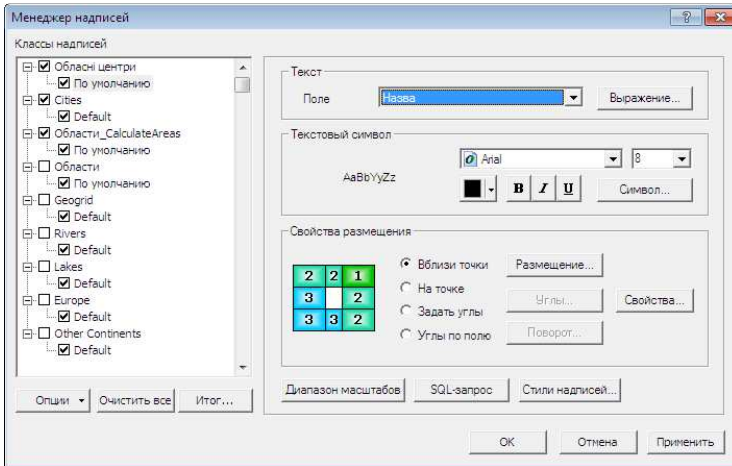 Менеджер надписей
Классы надписей
Обласні центри
По умолчанию
Cities
Default
Области_CalculateAreas
По умолчанию
Области
По умолчанию
Geogrid
Default
Rivers
Default
Lakes
Default
Europe
Default
Other Continents
Default
Опции
Очистить все
Итог...
Текст
Поле
Назва
Выражение...
Текстовый символ
AaBbYyZz
Arial
8
B I U
Символ...
Свойства размещения
2 2 1
3 2
3 3 2
Вблизи точки
На точке
Задать углы
Углы по полю
Размещение...
Углы...
Поворот...
Свойства...
Диапазон масштабов
SQL-запрос
Стили надписей...
OK
Отмена
Применить